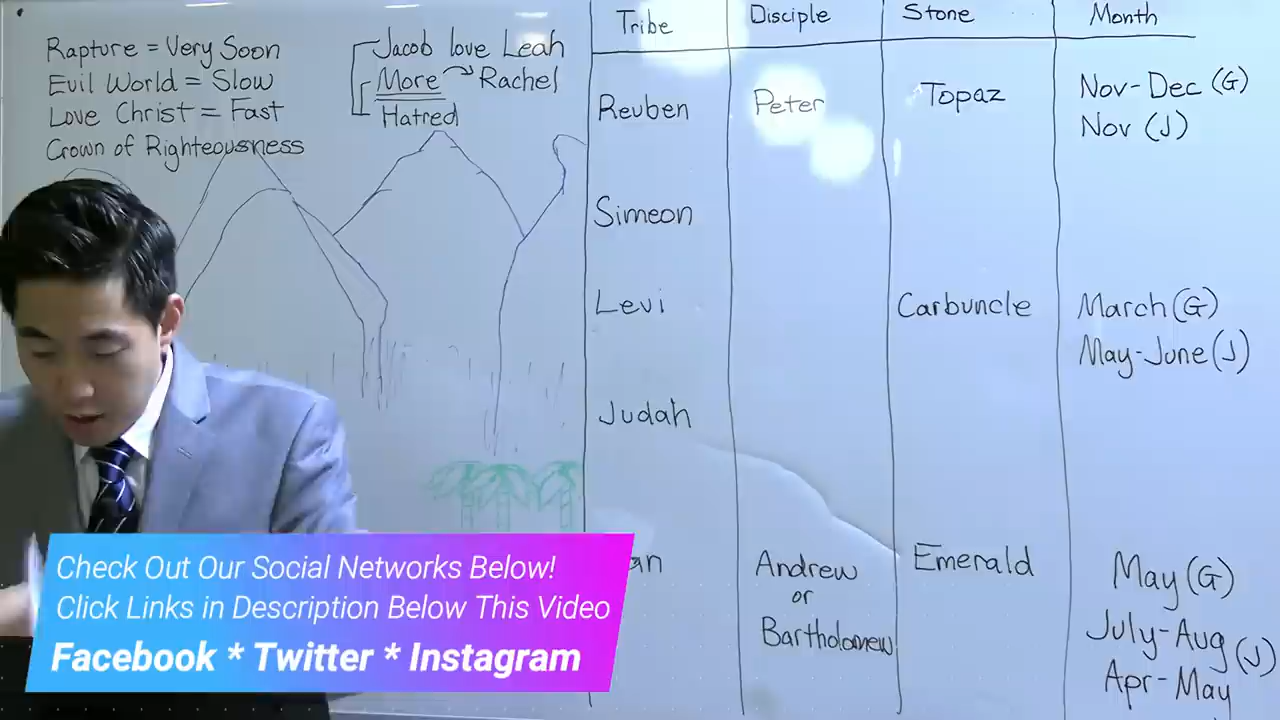 Rapture = Very Soon
Evil World = Slow
Love Christ = Fast
Crown of Righteousness
Jacob love Leah
More Rachel
Hatred
Tribe Disciple Stone Month
Reuben Peter Topaz Nov-Dec (G)
Nov (J)
Simeon
Levi Carbuncle March (G)
May-June (J)
Judah
an Andrew Emerald May (G)
or
Bartholomew July-Aug (J)
Apr-May
Check Out Our Social Networks Below!
Click Links in Description Below This Video
Facebook * Twitter * Instagram